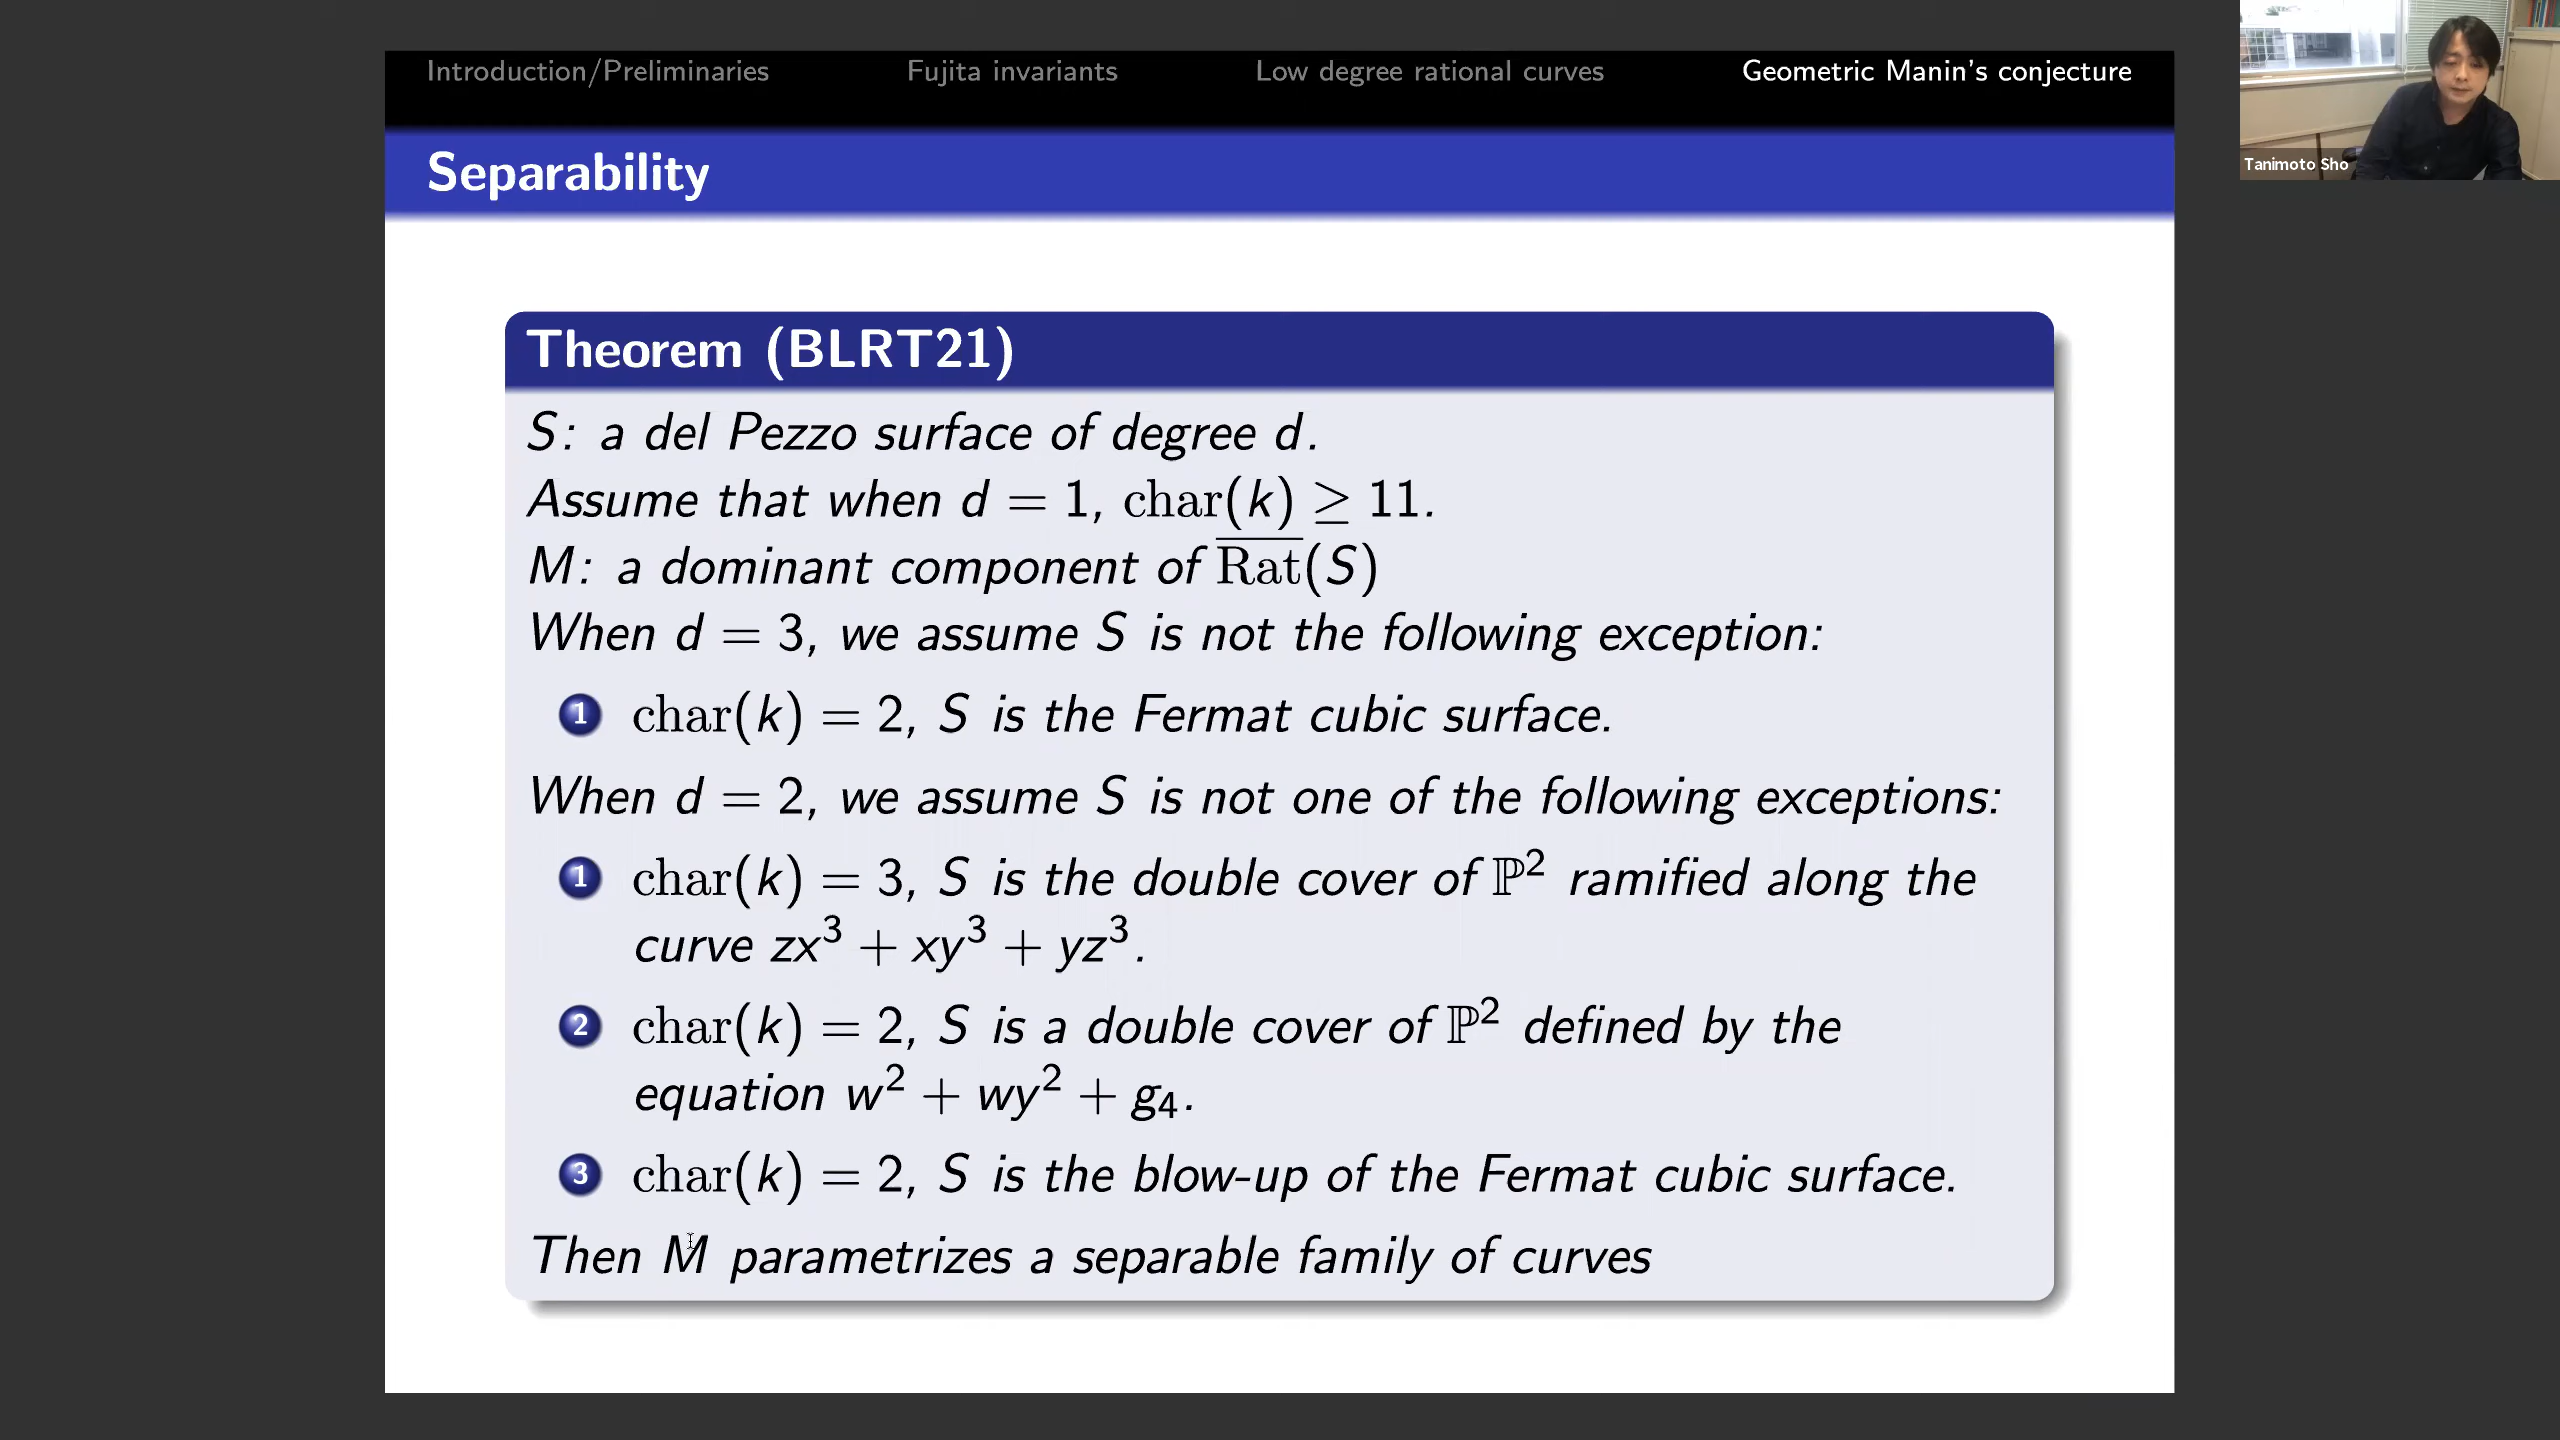 Introduction/Preliminaries Fujita invariants Low degree rational curves Geometric Manin's conjecture
Tanimoto Sho
Separability
Theorem (BLRT21)
S: a del Pezzo surface of degree d.
Assume that when d = 1, char(k) ≥ 11.
M: a dominant component of \overline{Rat}(S)
When d = 3, we assume S is not the following exception:
1 char(k) = 2, S is the Fermat cubic surface.
When d = 2, we assume S is not one of the following exceptions:
1 char(k) = 3, S is the double cover of ℙ² ramified along the
curve zx³ + xy³ + yz³.
2 char(k) = 2, S is a double cover of ℙ² defined by the
equation w² + wy² + g₄.
3 char(k) = 2, S is the blow-up of the Fermat cubic surface.
Then M parametrizes a separable family of curves